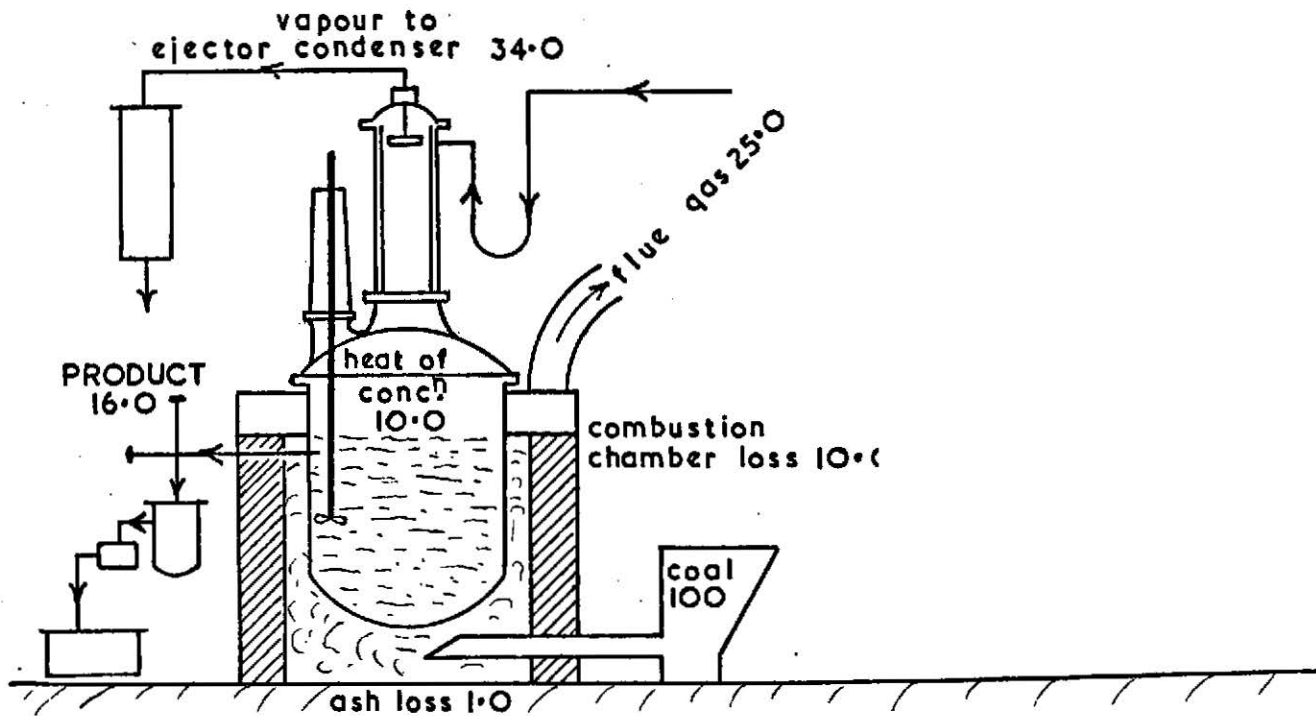 vapour to
ejector condenser 34·0
flue gas 25·0
PRODUCT
16·0
heat of
concⁿ
10·0
combustion
chamber loss
coal
100
ash loss 1·0